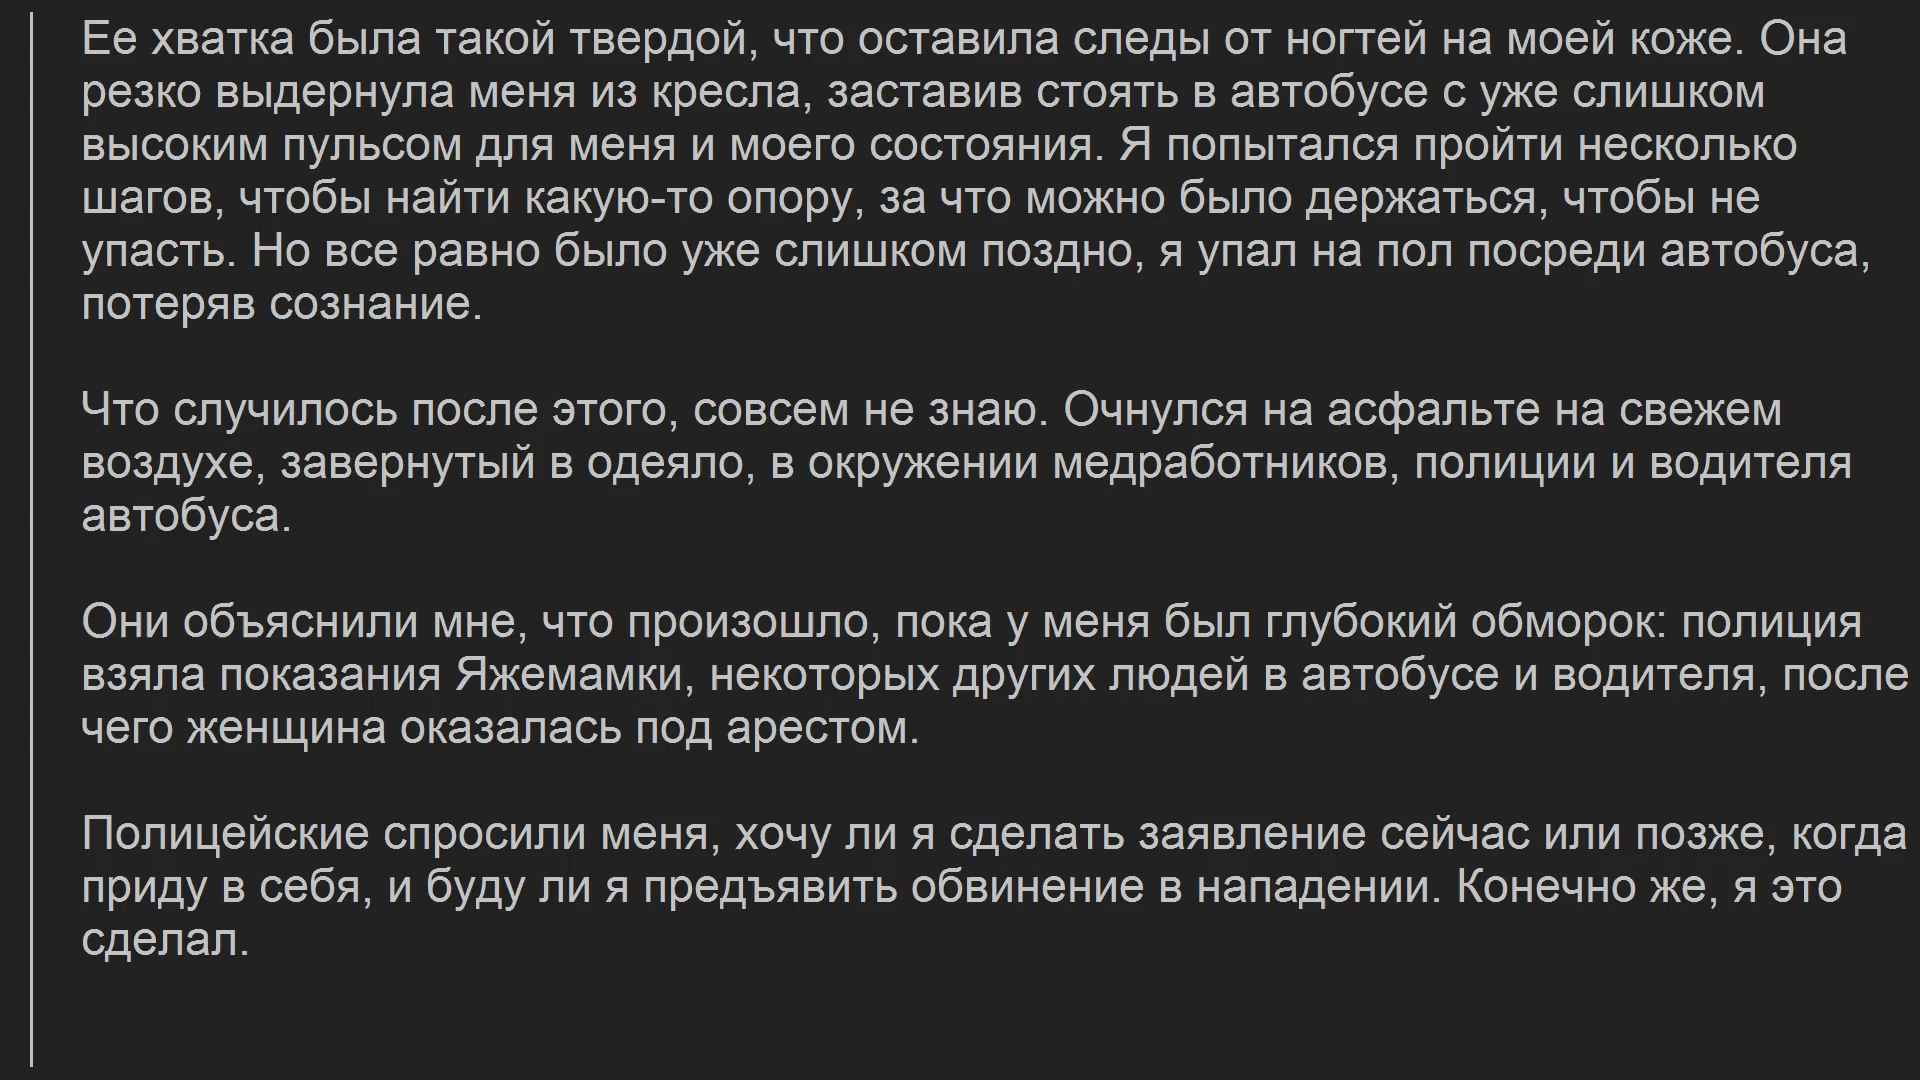 Ее хватка была такой твердой, что оставила следы от ногтей на моей коже. Она
резко выдернула меня из кресла, заставив стоять в автобусе с уже слишком
высоким пульсом для меня и моего состояния. Я попытался пройти несколько
шагов, чтобы найти какую-то опору, за что можно было держаться, чтобы не
упасть. Но все равно было уже слишком поздно, я упал на пол посреди автобуса,
потеряв сознание.
Что случилось после этого, совсем не знаю. Очнулся на асфальте на свежем
воздухе, завернутый в одеяло, в окружении медработников, полиции и водителя
автобуса.
Они объяснили мне, что произошло, пока у меня был глубокий обморок: полиция
взяла показания Яжемамки, некоторых других людей в автобусе и водителя, после
чего женщина оказалась под арестом.
Полицейские спросили меня, хочу ли я сделать заявление сейчас или позже, когда
приду в себя, и буду ли я предъявить обвинение в нападении. Конечно же, я это
сделал.